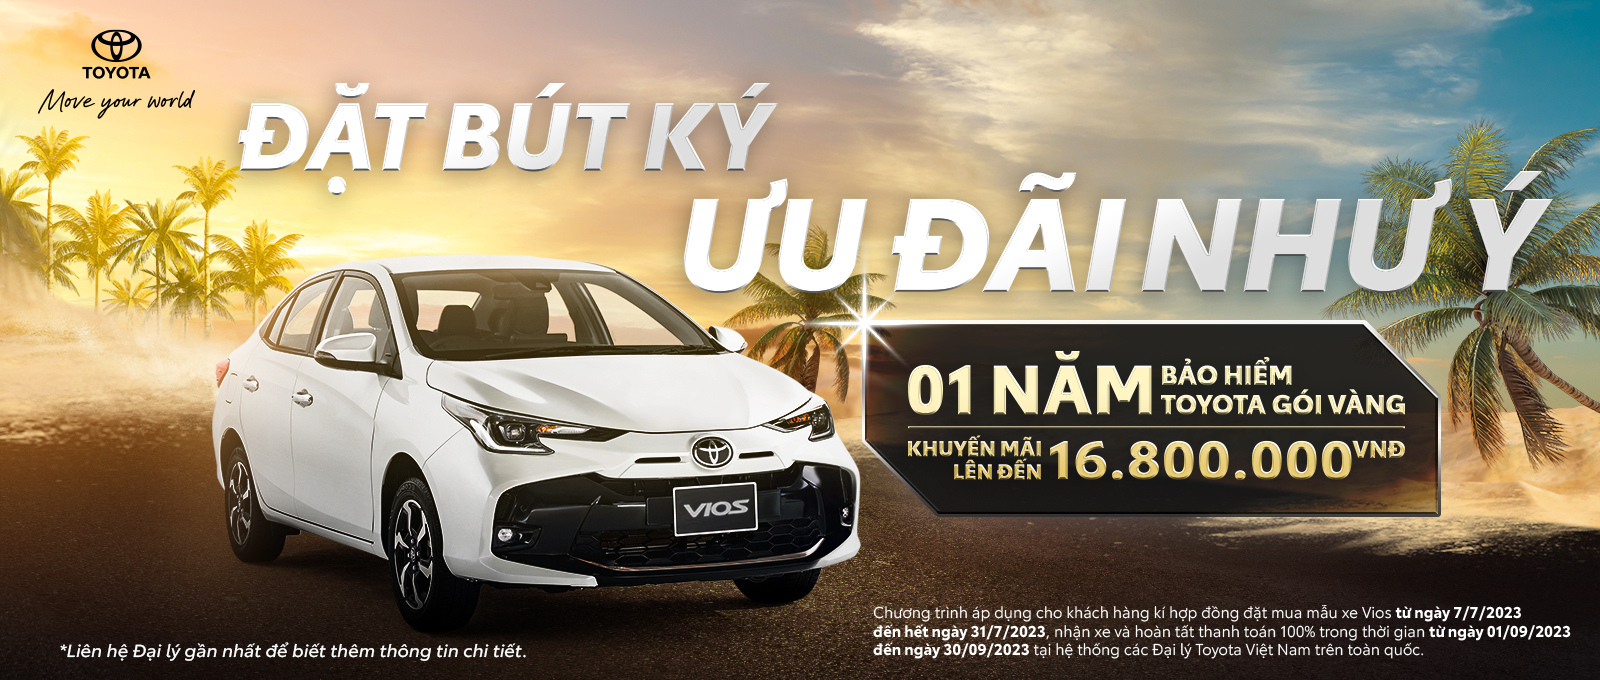 TOYOTA
Move your world
ĐẶT BÚT KÝ
ƯU ĐÃI NHƯ Ý
01 NĂM BẢO HIỂM
TOYOTA GÓI VÀNG
KHUYẾN MÃI
LÊN ĐẾN 16.800.000 VNĐ
VIOS
Chương trình áp dụng cho khách hàng kí hợp đồng đặt mua mẫu xe Vios từ ngày 7/7/2023
đến hết ngày 31/7/2023, nhận xe và hoàn tất thanh toán 100% trong thời gian từ ngày 01/09/2023
đến ngày 30/09/2023 tại hệ thống các Đại lý Toyota Việt Nam trên toàn quốc.
*Liên hệ Đại lý gần nhất để biết thêm thông tin chi tiết.